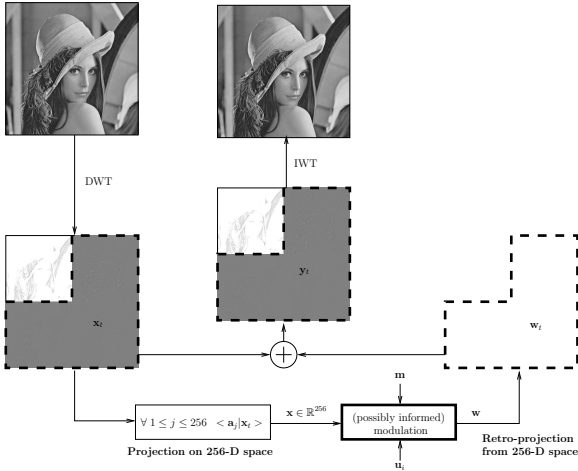 DWT
IWT
y_t
x_t
w_t
m
∀ 1 ≤ j ≤ 256 < a_j|x_t >
x ∈ ℝ^256
(possibly informed)
modulation
w
Projection on 256-D space
Retro-projection
from 256-D space
u_i